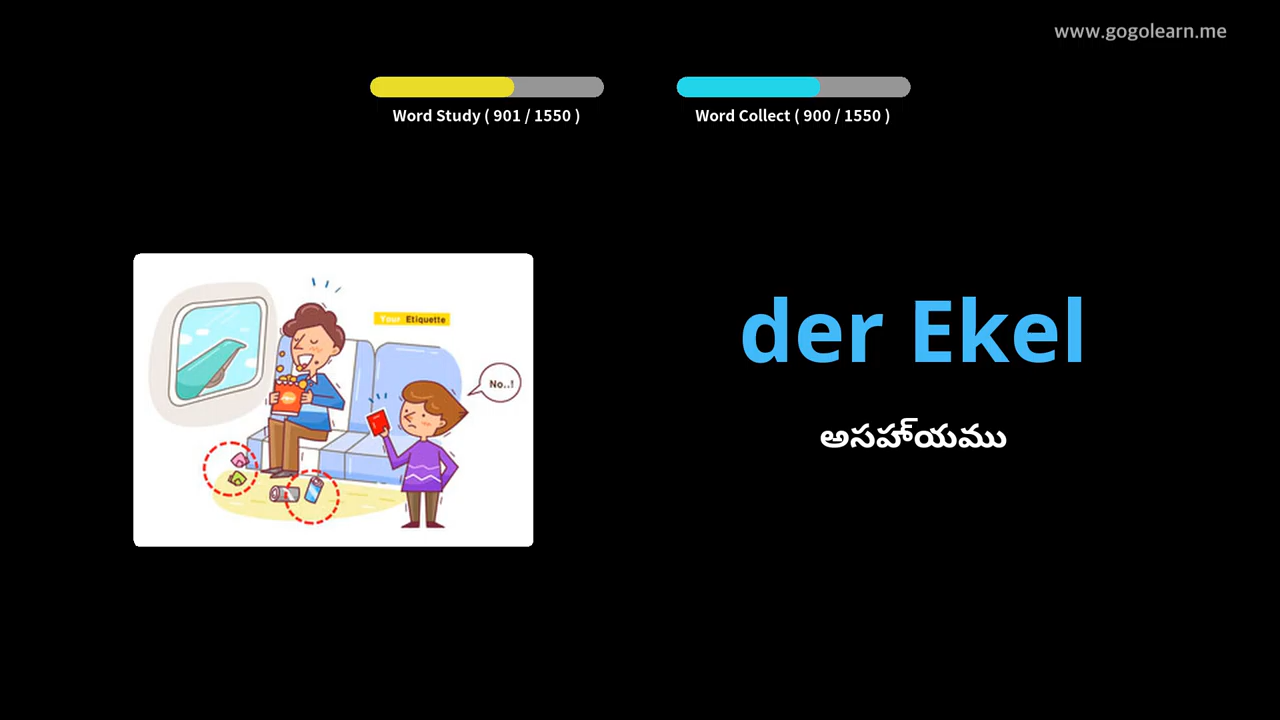 www.gogolearn.me
Word Study ( 901 / 1550 )
Word Collect ( 900 / 1550 )
Your Etiquette
No..!
der Ekel
అసహ్యము